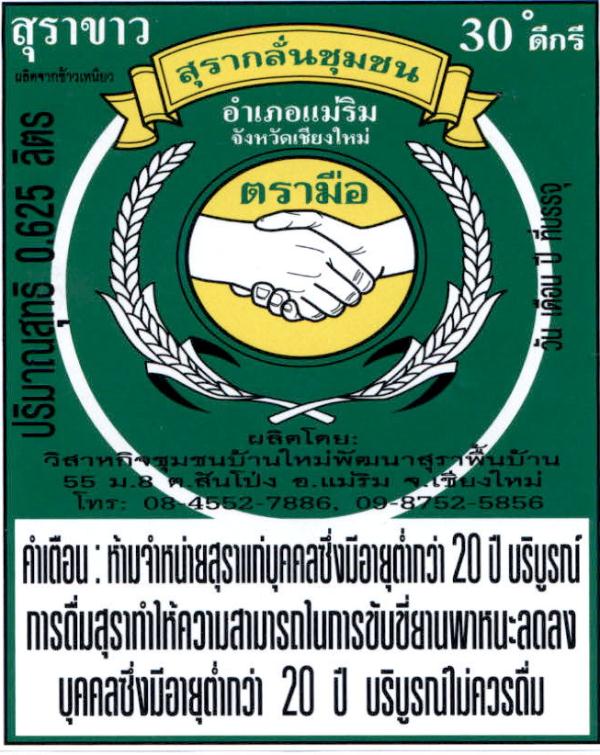 สุราขาว
ผลิตจากข้าวเหนียว
30 ํ ดีกรี
สุรากลั่นชุมชน
อำเภอแม่ริม
จังหวัดเชียงใหม่
ตรามือ
ปริมาณสุทธิ 0.625 ลิตร
วัน เดือน ปี ที่บรรจุ
ผลิตโดย:
วิสาหกิจชุมชนบ้านใหม่พัฒนาสุราพื้นบ้าน
55 ม.8 ต.สันโป่ง อ.แม่ริม จ.เชียงใหม่
โทร: 08-4552-7886, 09-8752-5856
คำเตือน : ห้ามจำหน่ายสุราแก่บุคคลซึ่งมีอายุต่ำกว่า 20 ปี บริบูรณ์
การดื่มสุราทำให้ความสามารถในการขับขี่ยานพาหนะลดลง
บุคคลซึ่งมีอายุต่ำกว่า 20 ปี บริบูรณ์ไม่ควรดื่ม